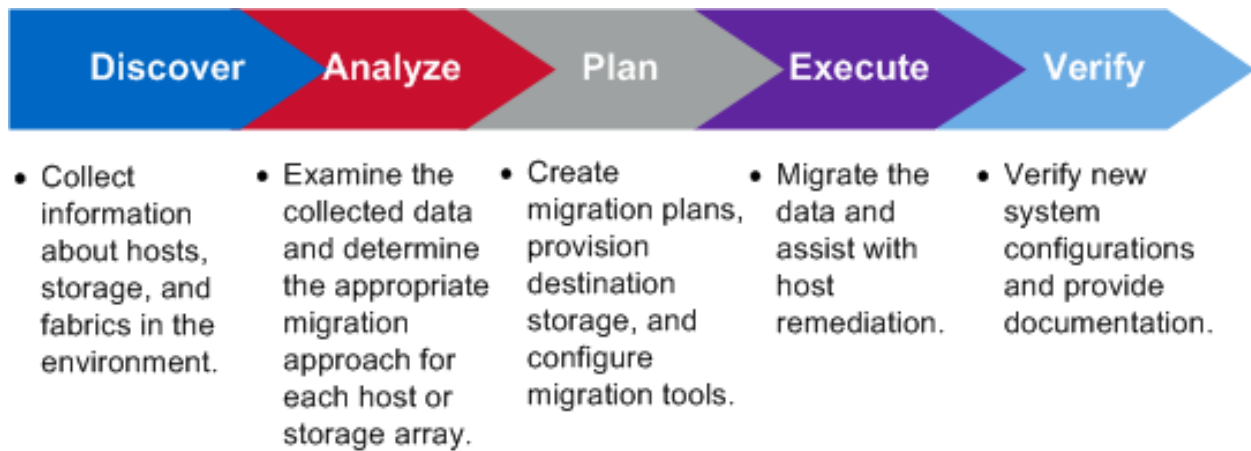 Discover
Analyze
Plan
Execute
Verify
• Collect
information
about hosts,
storage, and
fabrics in the
environment.
• Examine the
collected data
and determine
the appropriate
migration
approach for
each host or
storage array.
• Create
migration plans,
provision
destination
storage, and
configure
migration tools.
• Migrate the
data and
assist with
host
remediation.
• Verify new
system
configurations
and provide
documentation.